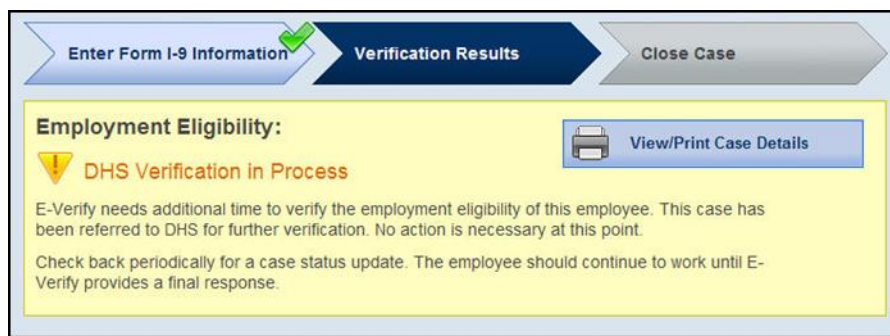 Enter Form I-9 Information
Verification Results
Close Case
Employment Eligibility:
View/Print Case Details
DHS Verification in Process
E-Verify needs additional time to verify the employment eligibility of this employee. This case has
been referred to DHS for further verification. No action is necessary at this point.
Check back periodically for a case status update. The employee should continue to work until E-
Verify provides a final response.